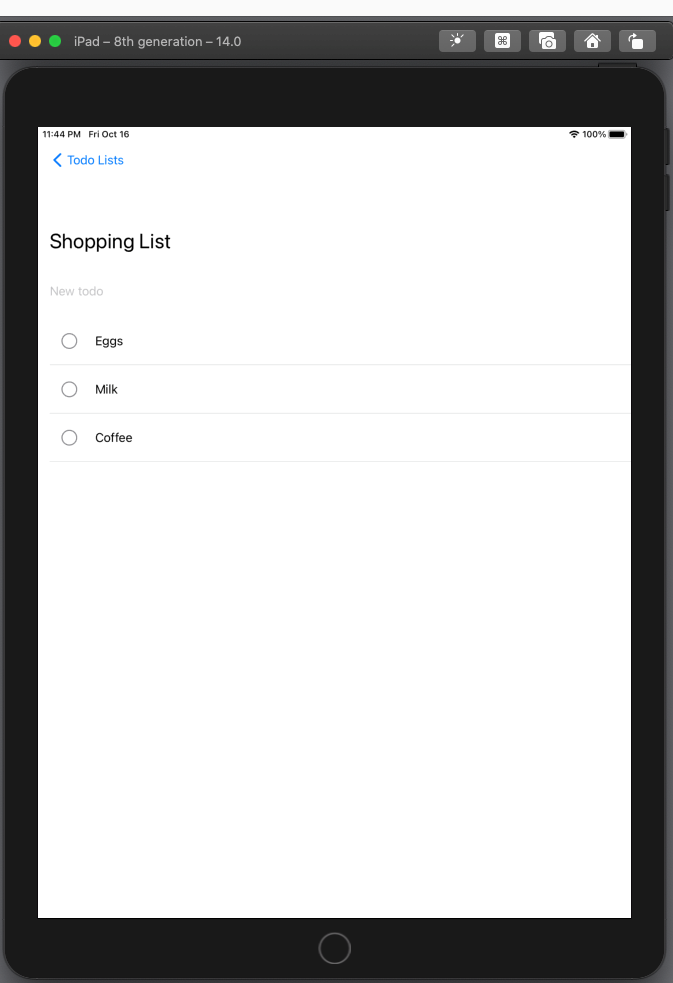 iPad – 8th generation – 14.0
11:44 PM Fri Oct 16 100%
Todo Lists
Shopping List
New todo
Eggs
Milk
Coffee